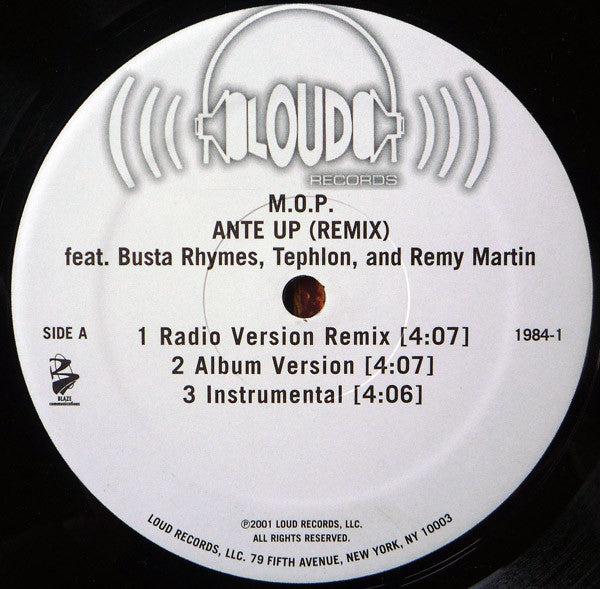 LOUD
RECORDS
M.O.P.
ANTE UP (REMIX)
feat. Busta Rhymes, Tephlon, and Remy Martin
SIDE A
1 Radio Version Remix [4:07]
1984-1
2 Album Version [4:07]
3 Instrumental [4:06]
BLAZE
communications
℗2001 LOUD RECORDS, LLC.
ALL RIGHTS RESERVED.
LOUD RECORDS, LLC. 79 FIFTH AVENUE, NEW YORK, NY 10003